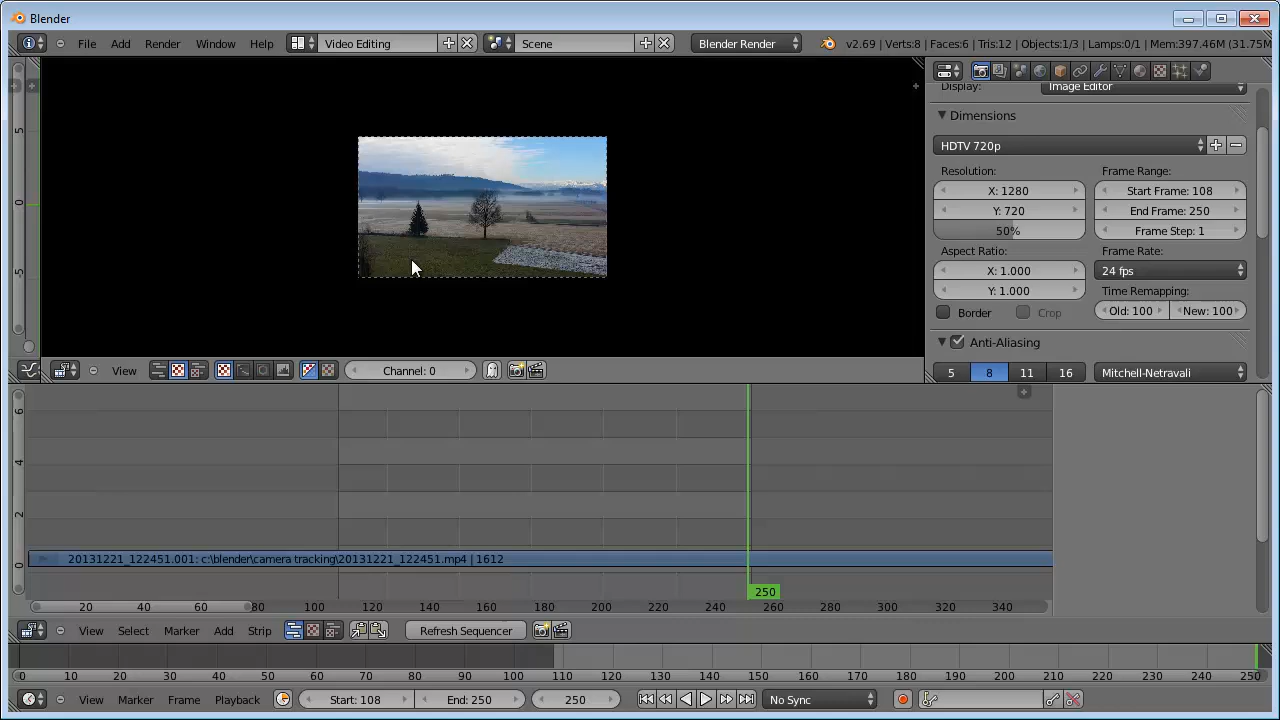 Blender
File Add Render Window Help Video Editing Scene Blender Render v2.69 | Verts:8 | Faces:6 | Tris:12 | Objects:1/3 | Lamps:0/1 | Mem:397.46M (31.75M
Display: Image Editor
Dimensions
HDTV 720p
Resolution: Frame Range:
X: 1280 Start Frame: 108
Y: 720 End Frame: 250
50% Frame Step: 1
Aspect Ratio: Frame Rate:
X: 1.000 24 fps
Y: 1.000 Time Remapping:
Border Crop Old: 100 New: 100
Anti-Aliasing
5 8 11 16 Mitchell-Netravali
5
0
-5
View Channel: 0
6
4
2
0
20131221_122451.001: c:\blender\camera tracking\20131221_122451.mp4 | 1612
250
20 40 60 80 100 120 140 160 180 200 220 240 260 280 300 320 340
View Select Marker Add Strip Refresh Sequencer
0 10 20 30 40 50 60 70 80 90 100 110 120 130 140 150 160 170 180 190 200 210 220 230 240 250
View Marker Frame Playback Start: 108 End: 250 250 No Sync